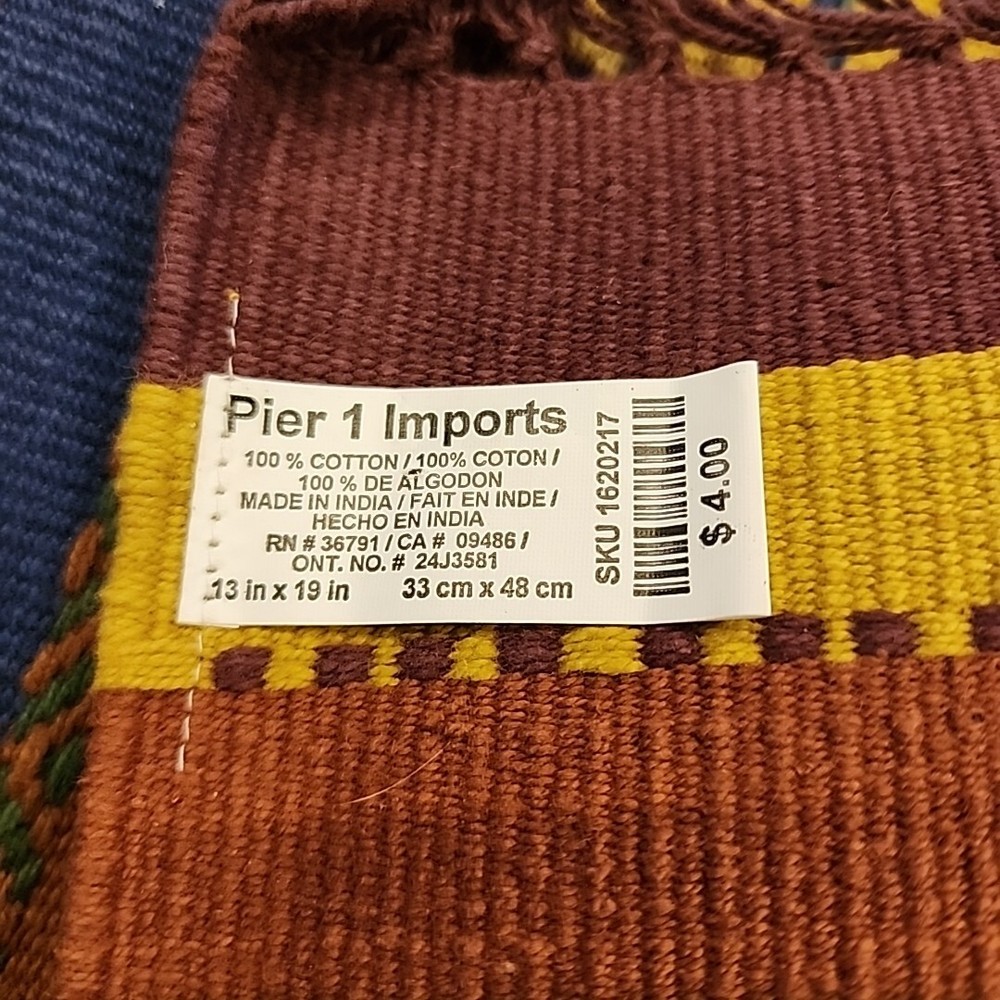 Pier 1 Imports
100 % COTTON / 100% COTON /
100 % DE ALGODON
MADE IN INDIA / FAIT EN INDE /
HECHO EN INDIA
RN # 36791 / CA # 09486 /
ONT. NO. # 24J3581
13 in x 19 in 33 cm x 48 cm
SKU 1620217
$ 4.00